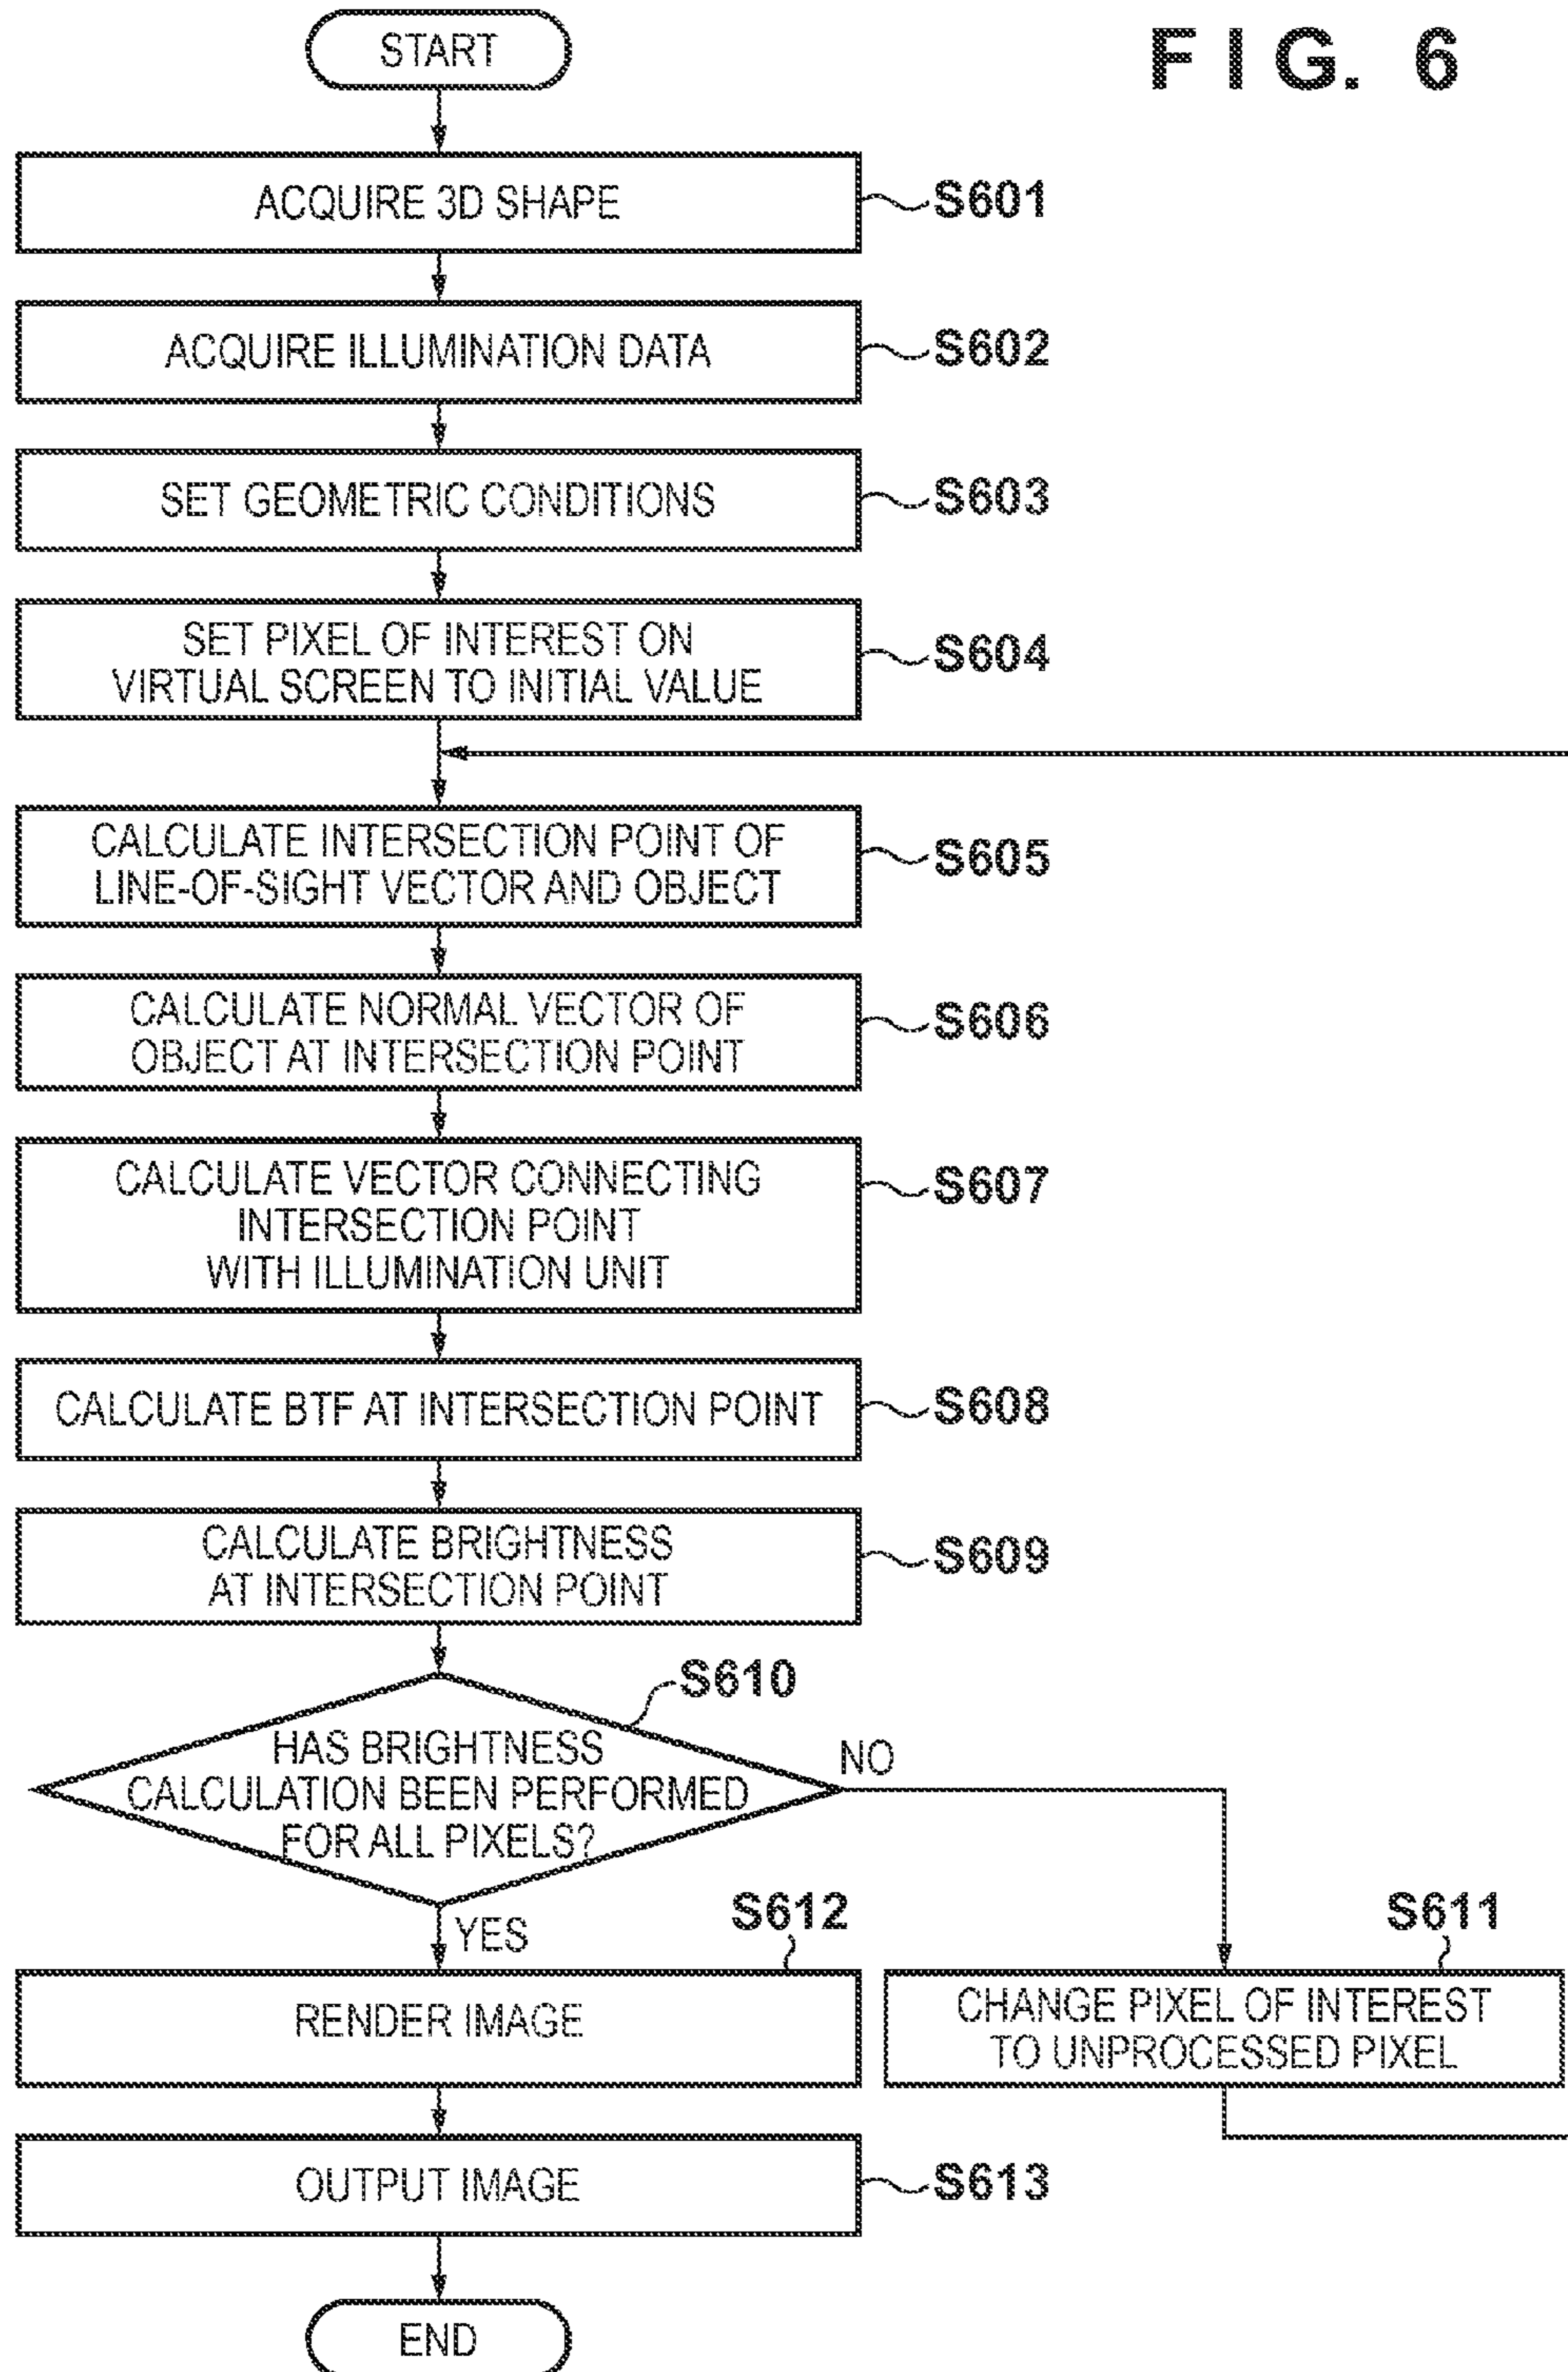 FIG. 6
START
ACQUIRE 3D SHAPE
S601
ACQUIRE ILLUMINATION DATA
S602
SET GEOMETRIC CONDITIONS
S603
SET PIXEL OF INTEREST ON
VIRTUAL SCREEN TO INITIAL VALUE
S604
CALCULATE INTERSECTION POINT OF
LINE-OF-SIGHT VECTOR AND OBJECT
S605
CALCULATE NORMAL VECTOR OF
OBJECT AT INTERSECTION POINT
S606
CALCULATE VECTOR CONNECTING
INTERSECTION POINT
WITH ILLUMINATION UNIT
S607
CALCULATE BTF AT INTERSECTION POINT
S608
CALCULATE BRIGHTNESS
AT INTERSECTION POINT
S609
S610
HAS BRIGHTNESS
CALCULATION BEEN PERFORMED
FOR ALL PIXELS?
NO
YES
S612
RENDER IMAGE
S611
CHANGE PIXEL OF INTEREST
TO UNPROCESSED PIXEL
OUTPUT IMAGE
S613
END